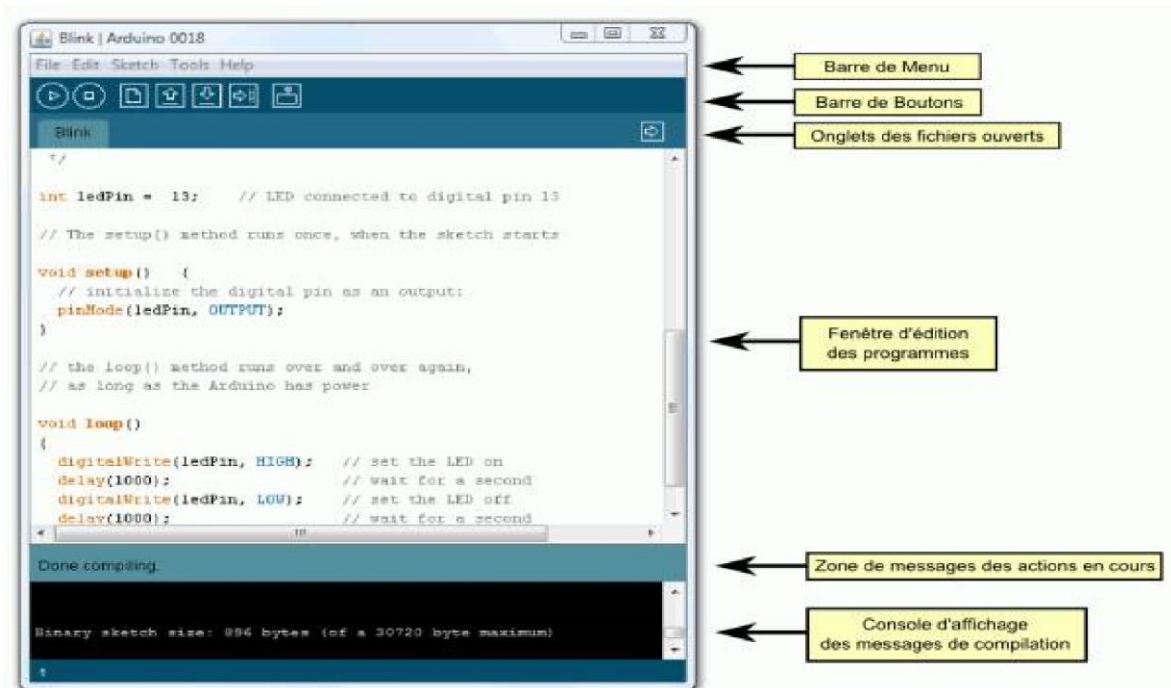 Blink | Arduino 0018
File Edit Sketch Tools Help
Barre de Menu
Barre de Boutons
Blink
Onglets des fichiers ouverts
*/
int ledPin = 13; // LED connected to digital pin 13
// The setup() method runs once, when the sketch starts
void setup() {
// initialize the digital pin as an output:
pinMode(ledPin, OUTPUT);
}
Fenêtre d'édition
des programmes
// the loop() method runs over and over again,
// as long as the Arduino has power
void loop()
{
digitalWrite(ledPin, HIGH); // set the LED on
delay(1000); // wait for a second
digitalWrite(ledPin, LOW); // set the LED off
delay(1000); // wait for a second
Done compiling.
Zone de messages des actions en cours
Binary sketch size: 896 bytes (of a 30720 byte maximum)
Console d'affichage
des messages de compilation